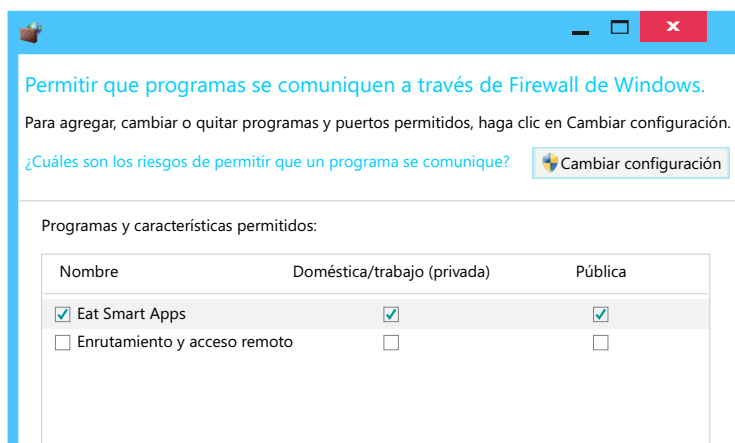 Permitir que programas se comuniquen a través de Firewall de Windows.
Para agregar, cambiar o quitar programas y puertos permitidos, haga clic en Cambiar configuración.
¿Cuáles son los riesgos de permitir que un programa se comunique? Cambiar configuración
Programas y características permitidos:
Nombre Doméstica/trabajo (privada) Pública
Eat Smart Apps
Enrutamiento y acceso remoto